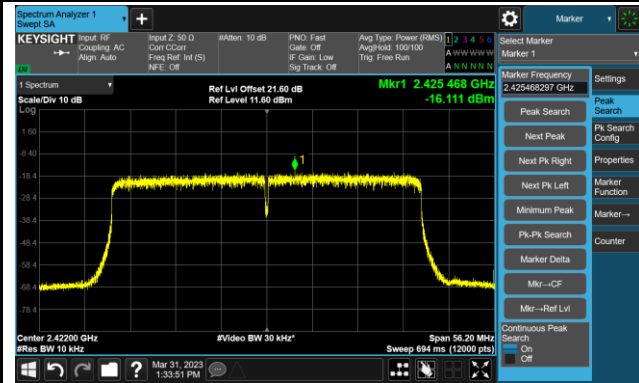 Spectrum Analyzer 1
Swept SA
Marker
KEYSIGHT
Input: RF
Coupling: AC
Align: Auto
Input Z: 50 Ω
Corr CCorr
Freq Ref: Int (S)
NFE: Off
#Atten: 10 dB
PNO: Fast
Gate: Off
IF Gain: Low
Sig Track: Off
Avg Type: Power (RMS)
Avg|Hold: 100/100
Trig: Free Run
1 2 3 4 5 6
A W W W W W
A N N N N N
Select Marker
Marker 1
1 Spectrum
Scale/Div 10 dB
Log
Ref Lvl Offset 21.60 dB
Ref Level 11.60 dBm
Mkr1 2.425 468 GHz
-16.111 dBm
1.60
-8.40
-18.4
-28.4
-38.4
-48.4
-58.4
-68.4
-78.4
1
Center 2.42200 GHz
#Res BW 10 kHz
#Video BW 30 kHz*
Span 56.20 MHz
Sweep 694 ms (12000 pts)
Marker Frequency
2.425468297 GHz
Peak Search
Next Peak
Next Pk Right
Next Pk Left
Minimum Peak
Pk-Pk Search
Marker Delta
Mkr→CF
Mkr→Ref Lvl
Continuous Peak
Search
On
Off
Settings
Peak
Search
Pk Search
Config
Properties
Marker
Function
Marker→
Counter
Mar 31, 2023
1:33:51 PM